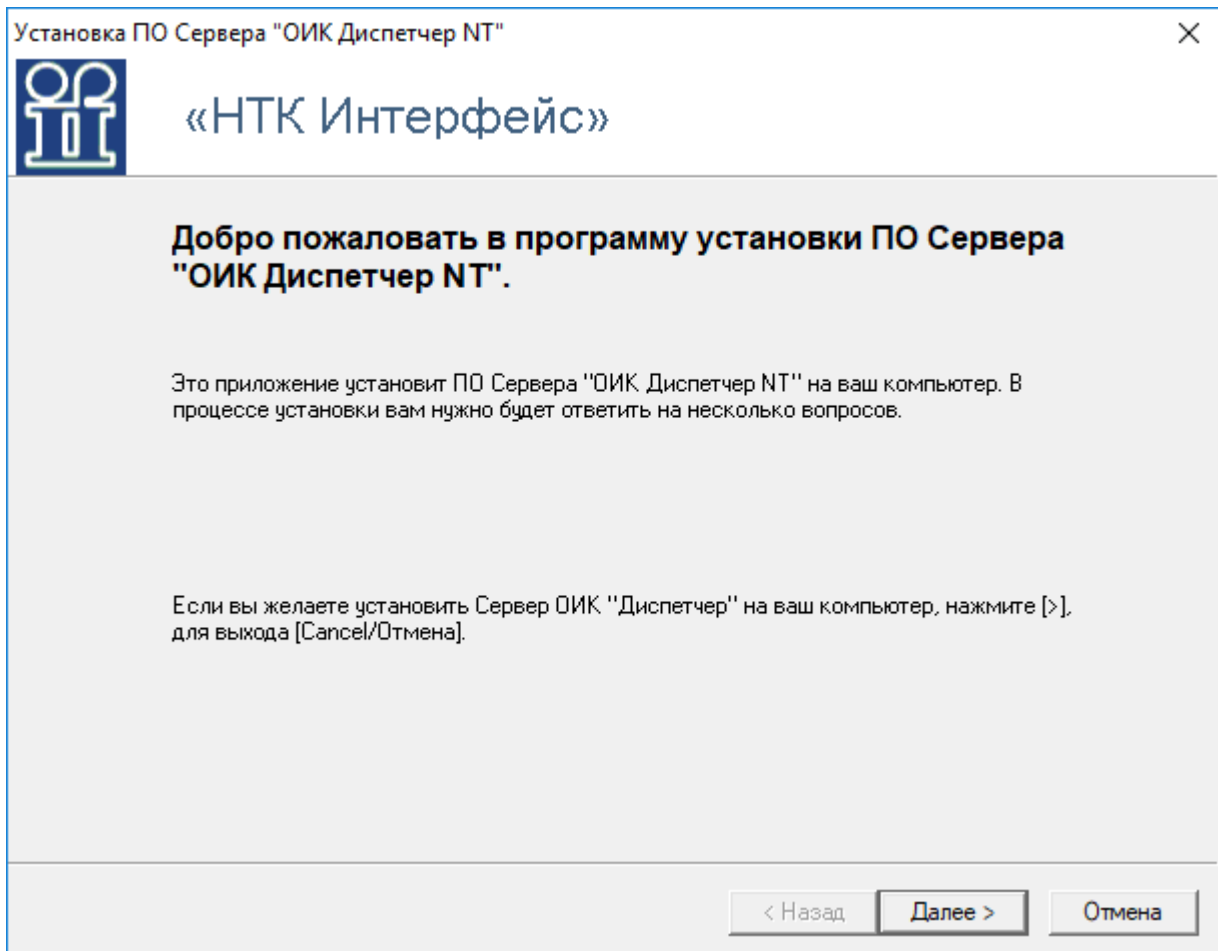 Установка ПО Сервера "ОИК Диспетчер NT"
«НТК Интерфейс»
Добро пожаловать в программу установки ПО Сервера
"ОИК Диспетчер NT".
Это приложение установит ПО Сервера "ОИК Диспетчер NT" на ваш компьютер. В
процессе установки вам нужно будет ответить на несколько вопросов.
Если вы желаете установить Сервер ОИК "Диспетчер" на ваш компьютер, нажмите [>],
для выхода [Cancel/Отмена].
< Назад
Далее >
Отмена